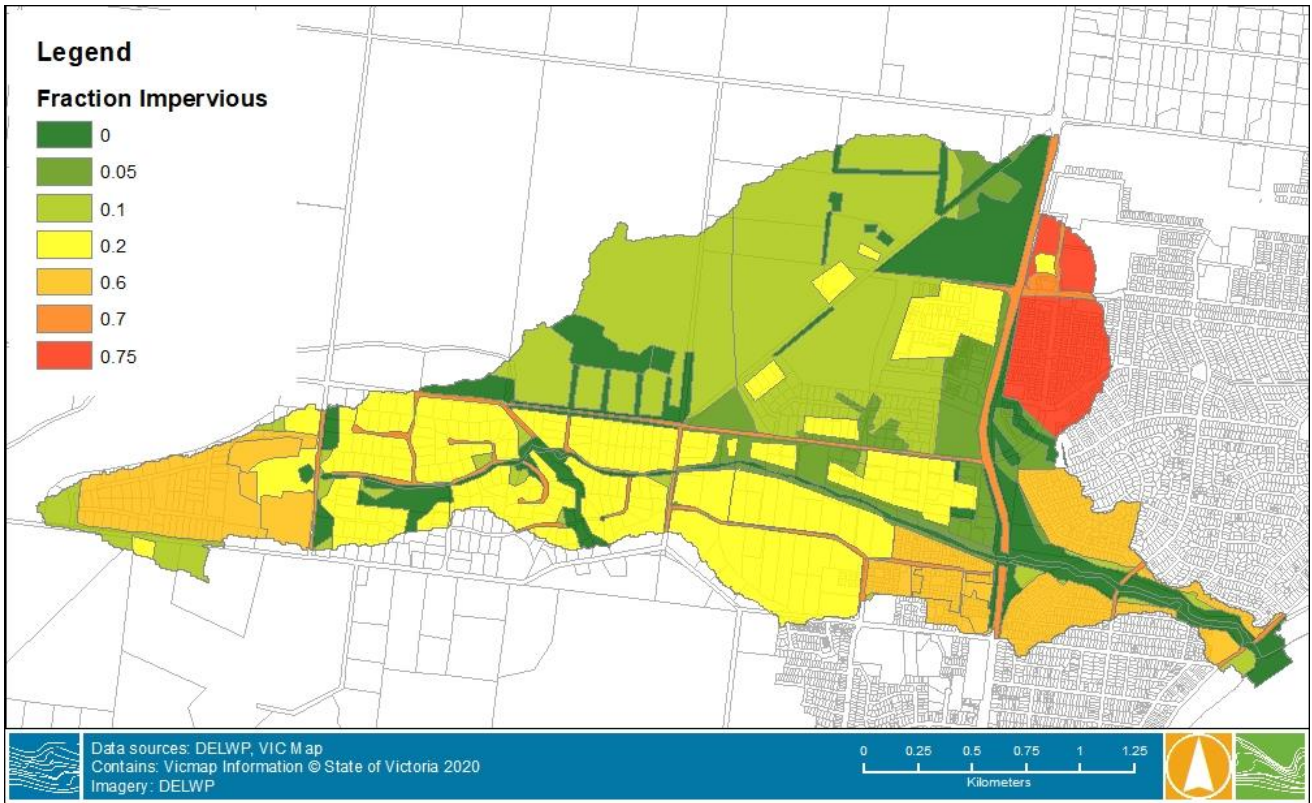 Legend
Fraction Impervious
0
0.05
0.1
0.2
0.6
0.7
0.75
Data sources: DELWP, VIC Map
Contains: Vicmap Information © State of Victoria 2020
Imagery: DELWP
0 0.25 0.5 0.75 1 1.25
Kilometers